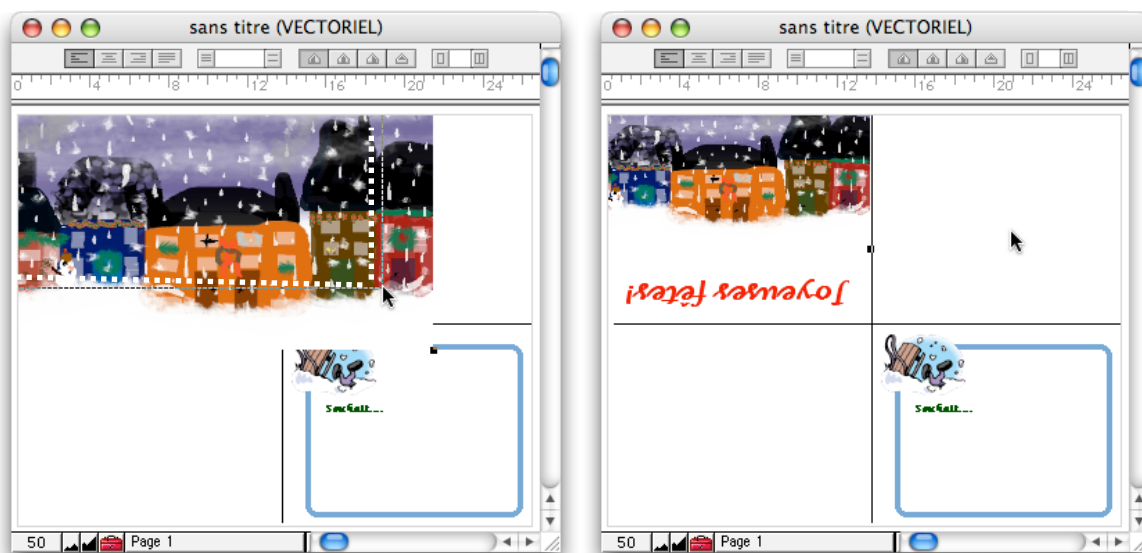 sans titre (VECTORIEL)
0 4 8 12 16 20 24
Souhait....
50 Page 1
sans titre (VECTORIEL)
0 4 8 12 16 20 24
Joyeuses fêtes!
Souhait....
50 Page 1